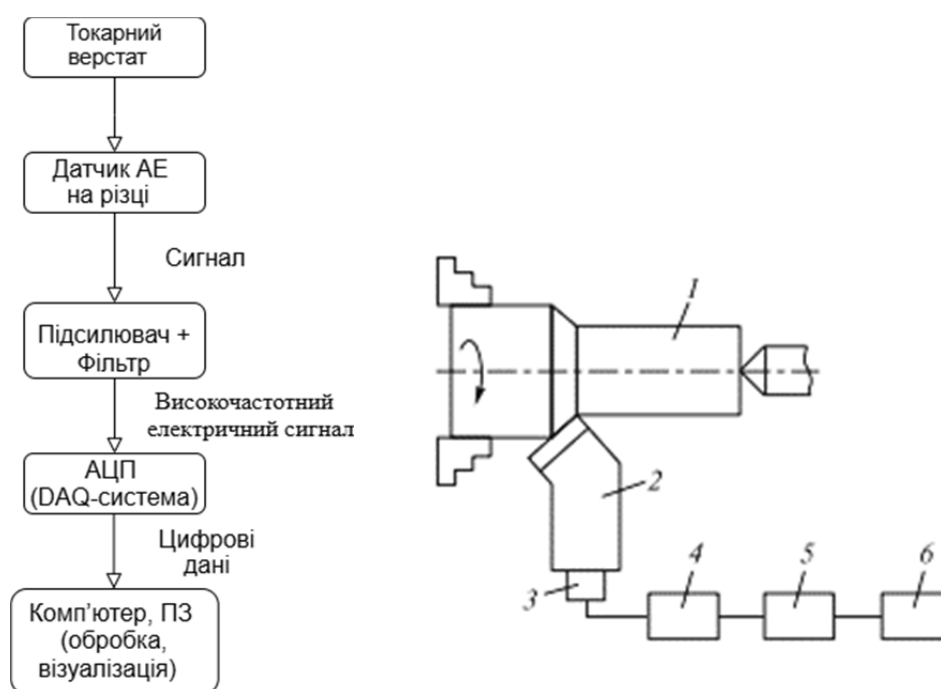 Токарний
верстат
Датчик АЕ
на різці
Сигнал
Підсилювач +
Фільтр
Високочастотний
електричний сигнал
АЦП
(DAQ-система)
Цифрові
дані
Комп’ютер, ПЗ
(обробка,
візуалізація)
1
2
3
4
5
6